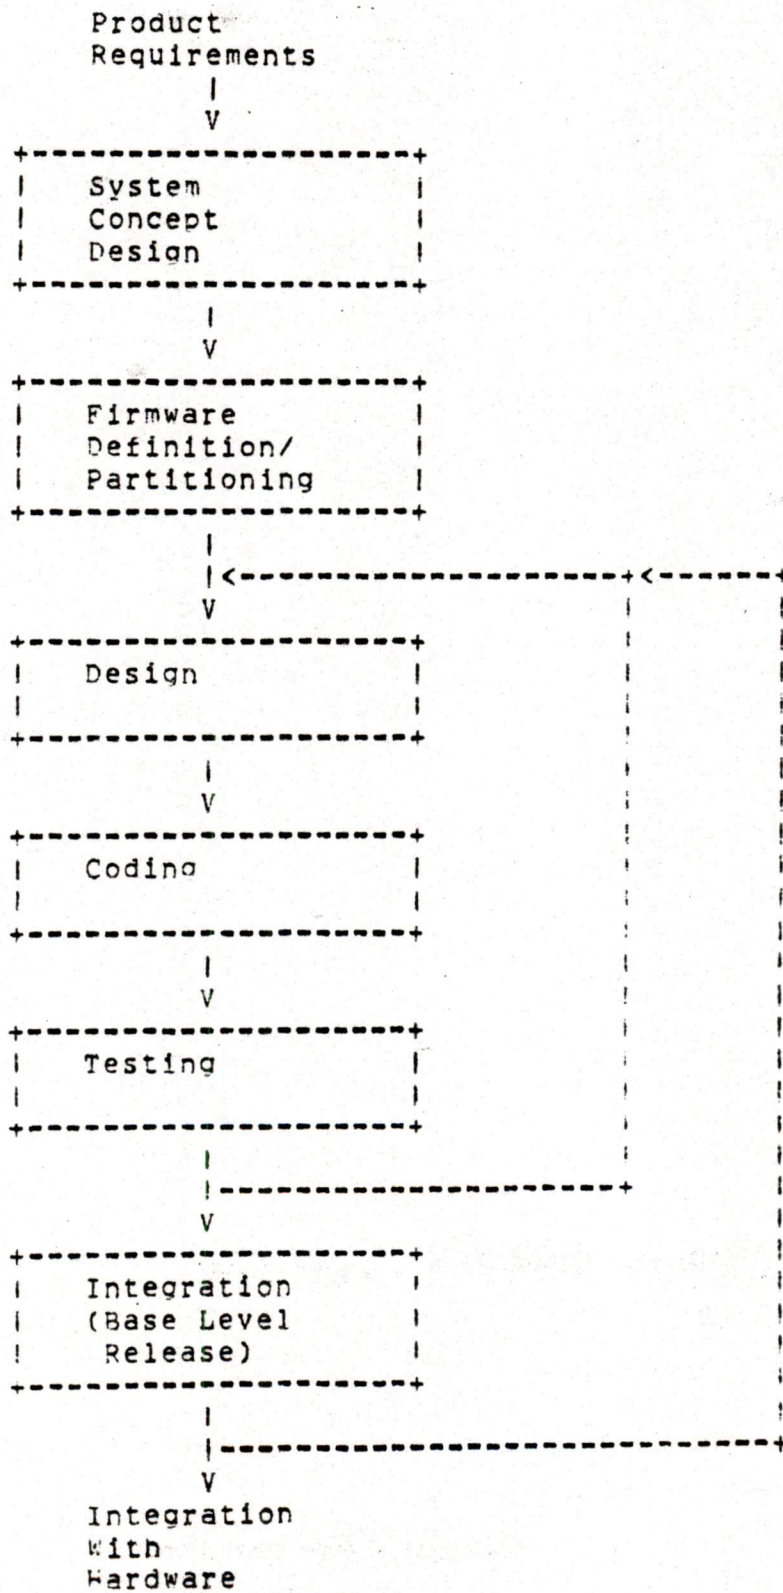 Product
Requirements
System
Concept
Design
Firmware
Definition/
Partitioning
Design
Coding
Testing
Integration
(Base Level
Release)
Integration
With
Hardware